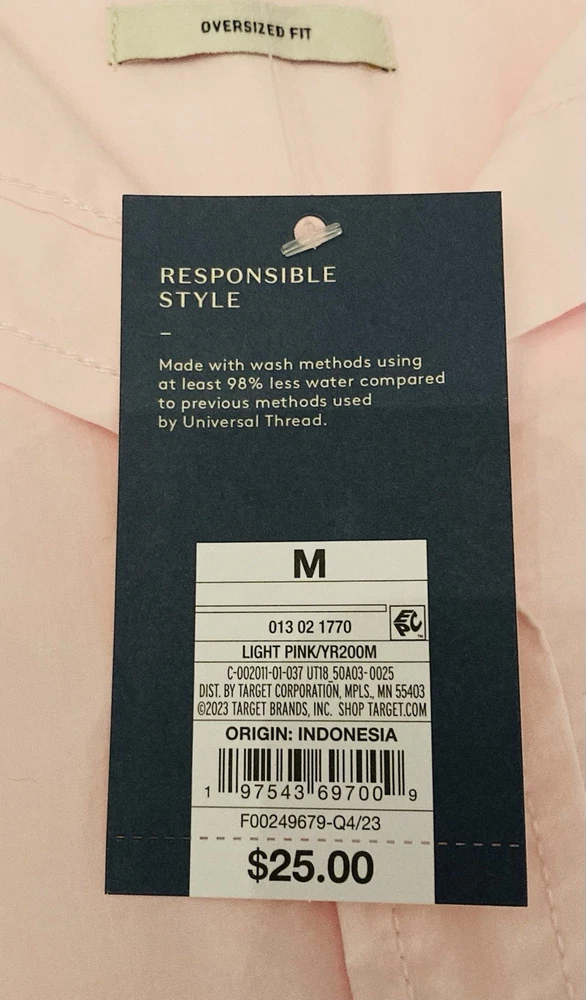 OVERSIZED FIT
RESPONSIBLE
STYLE
–
Made with wash methods using
at least 98% less water compared
to previous methods used
by Universal Thread.
M
013 02 1770
EPC™
LIGHT PINK/YR200M
C-002011-01-037 UT18_50A03-0025
DIST. BY TARGET CORPORATION, MPLS., MN 55403
©2023 TARGET BRANDS, INC. SHOP TARGET.COM
ORIGIN: INDONESIA
1 97543 69700 9
F00249679-Q4/23
$25.00